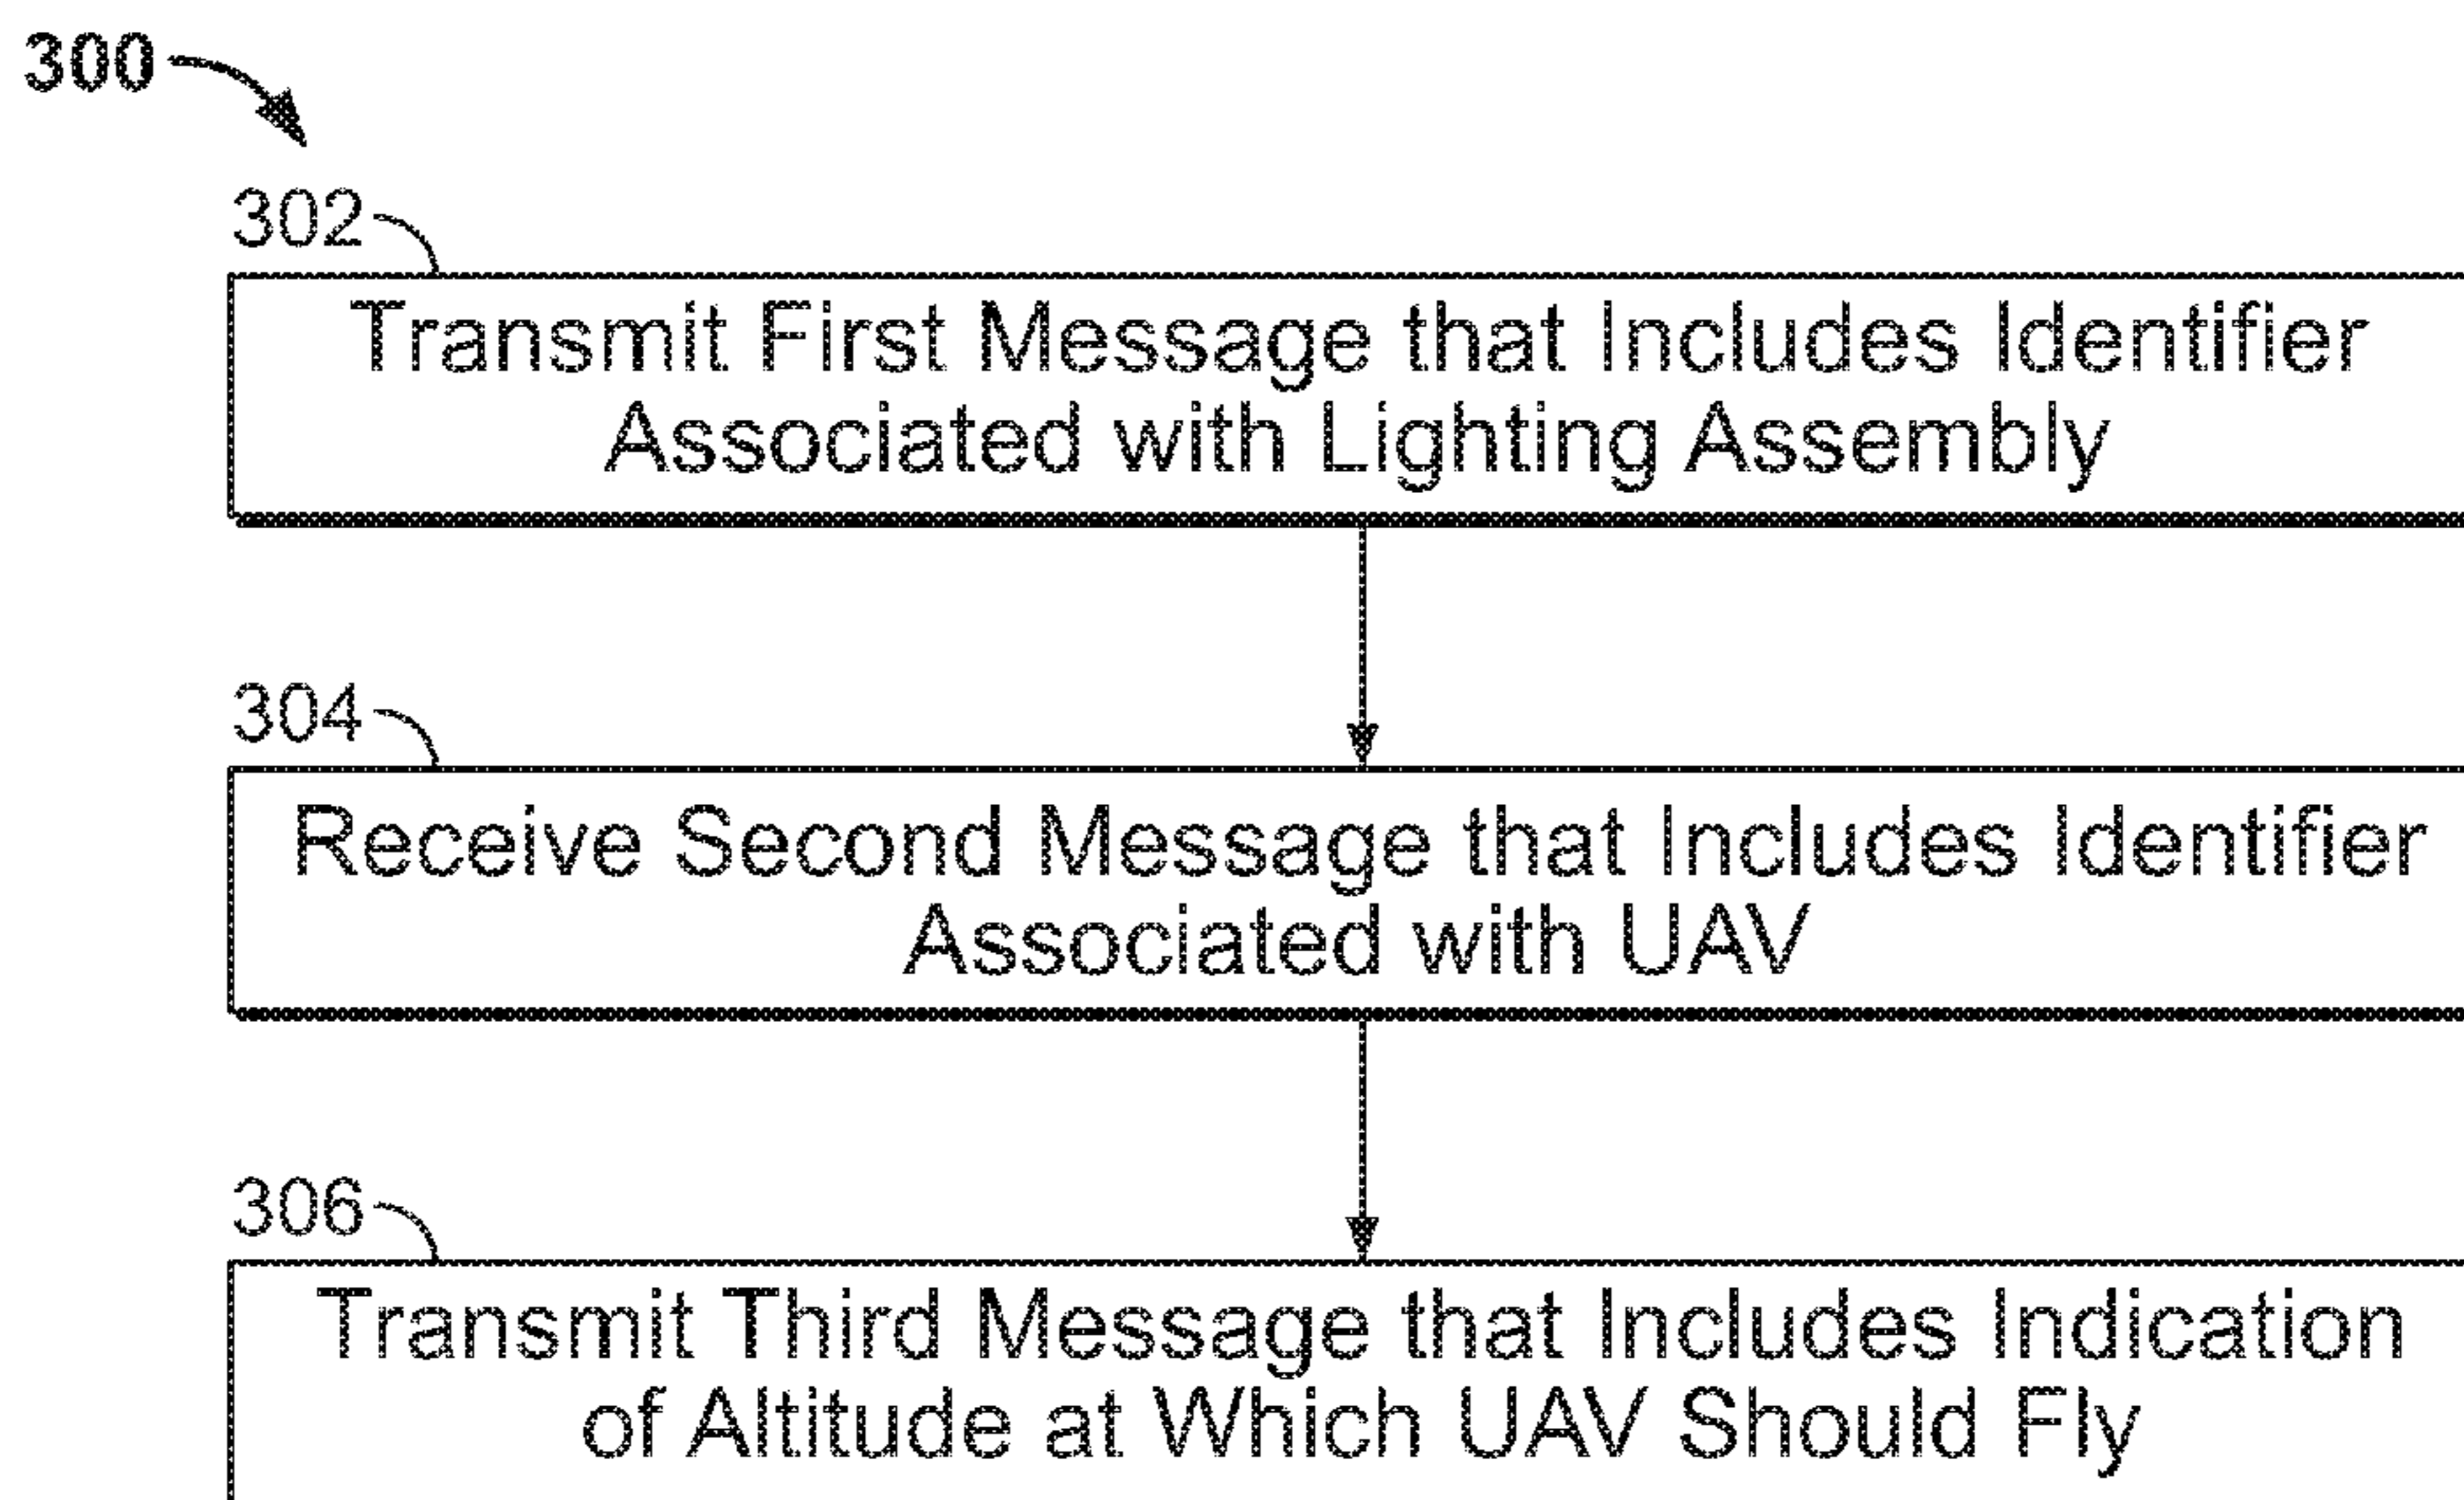 300
302
Transmit First Message that Includes Identifier
Associated with Lighting Assembly
304
Receive Second Message that Includes Identifier
Associated with UAV
306
Transmit Third Message that Includes Indication
of Altitude at Which UAV Should Fly